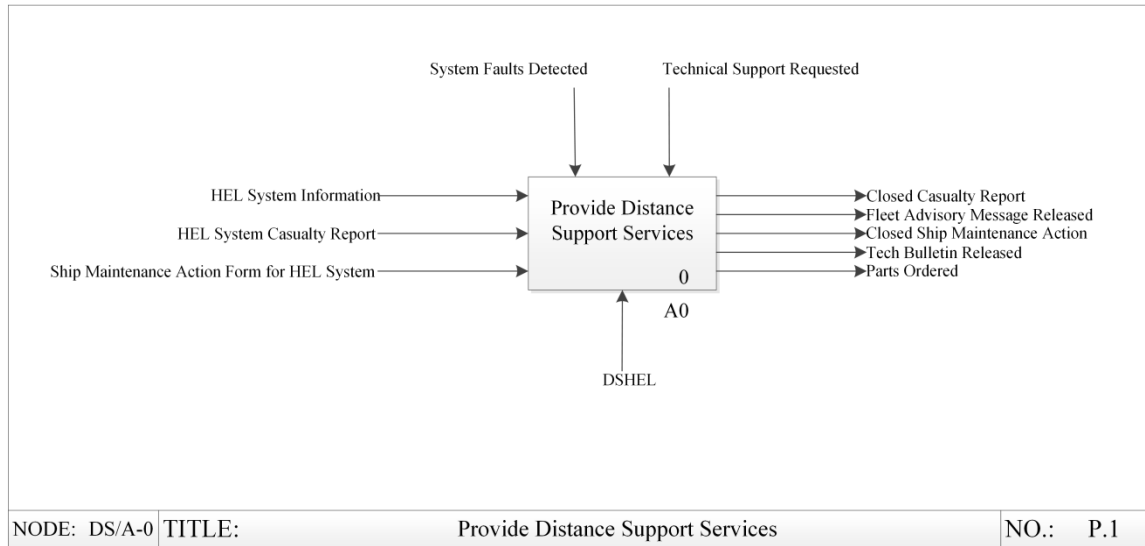 System Faults Detected
Technical Support Requested
HEL System Information
HEL System Casualty Report
Ship Maintenance Action Form for HEL System
Provide Distance
Support Services
0
A0
Closed Casualty Report
Fleet Advisory Message Released
Closed Ship Maintenance Action
Tech Bulletin Released
Parts Ordered
DSHEL
NODE: DS/A-0
TITLE:
Provide Distance Support Services
NO.: P.1